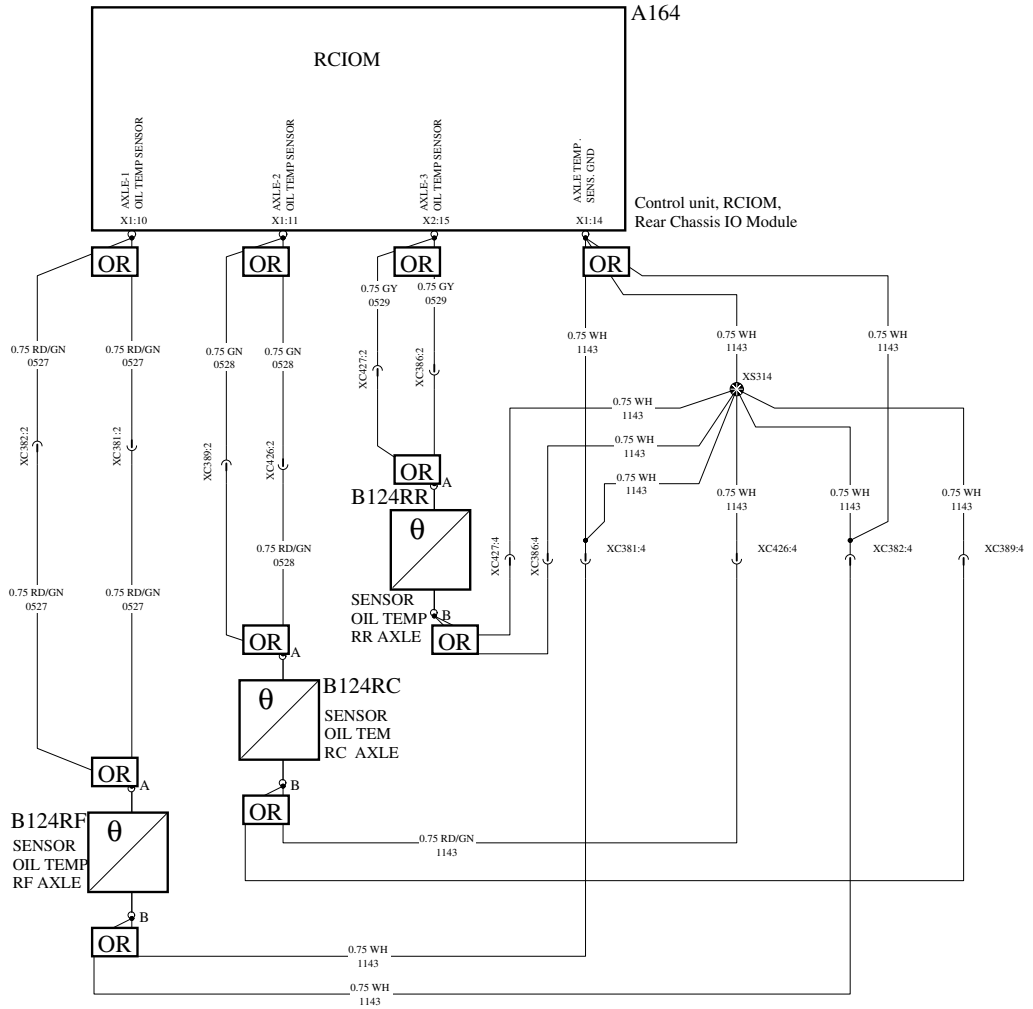 A164
RCIOM
AXLE-1
OIL TEMP SENSOR
AXLE-2
OIL TEMP SENSOR
AXLE-3
OIL TEMP SENSOR
AXLE TEMP .
SENS. GND
X1:10
X1:11
X2:15
X1:14
Control unit, RCIOM,
Rear Chassis IO Module
OR
OR
OR
OR
0.75 GY
0529
0.75 GY
0529
0.75 RD/GN
0527
0.75 RD/GN
0527
0.75 GN
0528
0.75 GN
0528
0.75 WH
1143
0.75 WH
1143
0.75 WH
1143
XC427:2
XC386:2
XS314
0.75 WH
1143
XC382:2
XC381:2
XC389:2
XC426:2
0.75 WH
1143
OR
A
0.75 WH
1143
B124RR
θ
0.75 WH
1143
0.75 WH
1143
0.75 WH
1143
0.75 RD/GN
0528
XC427:4
XC386:4
XC381:4
XC426:4
XC382:4
XC389:4
0.75 RD/GN
0527
0.75 RD/GN
0527
SENSOR
OIL TEMP
RR AXLE
B
OR
OR
A
B124RC
θ
SENSOR
OIL TEM
RC AXLE
OR
A
B
OR
B124RF
θ
SENSOR
OIL TEMP
RF AXLE
0.75 RD/GN
1143
B
OR
0.75 WH
1143
0.75 WH
1143